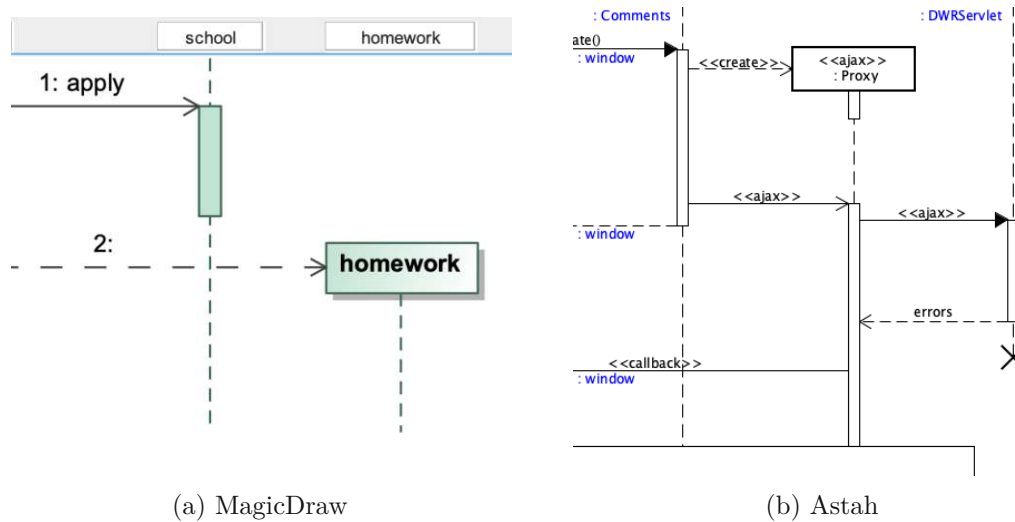 school
homework
1: apply
2:
homework
(a) MagicDraw
: Comments
: DWRServlet
ate()
: window
<<create>>
<<ajax>>
: Proxy
<<ajax>>
<<ajax>>
: window
errors
<<callback>>
: window
(b) Astah